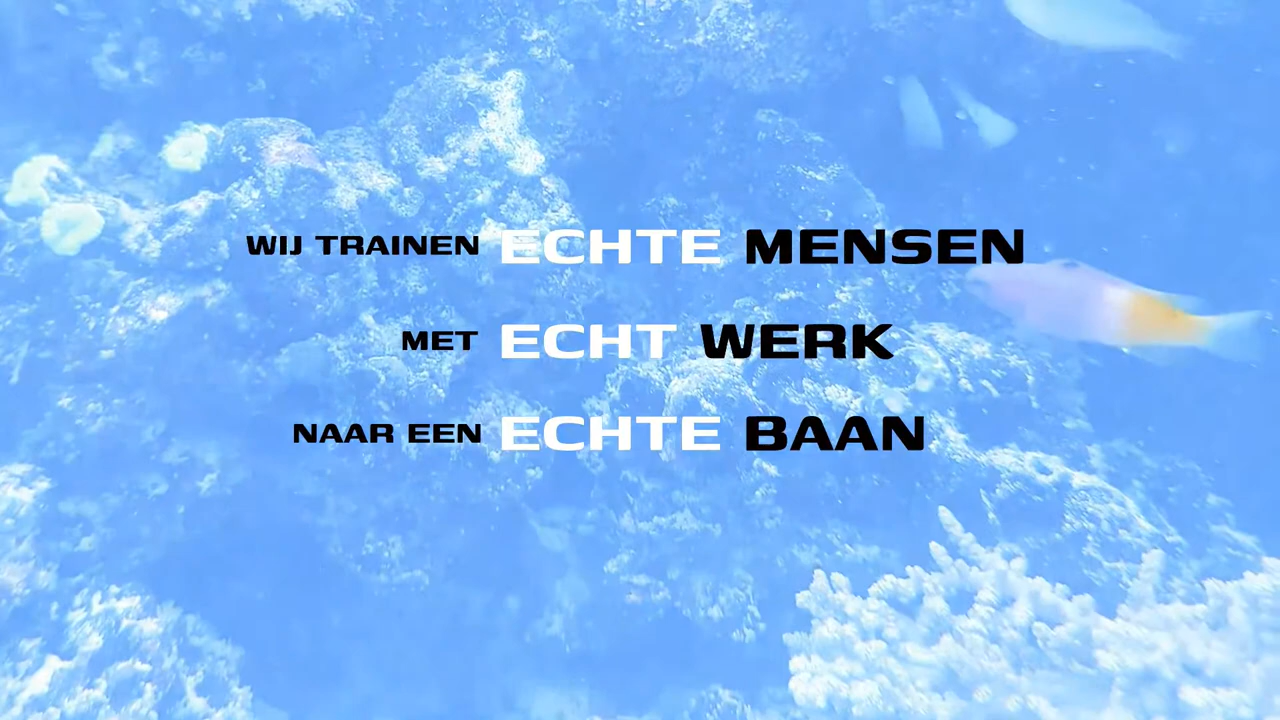 WIJ TRAINEN ECHTE MENSEN
MET ECHT WERK
NAAR EEN ECHTE BAAN